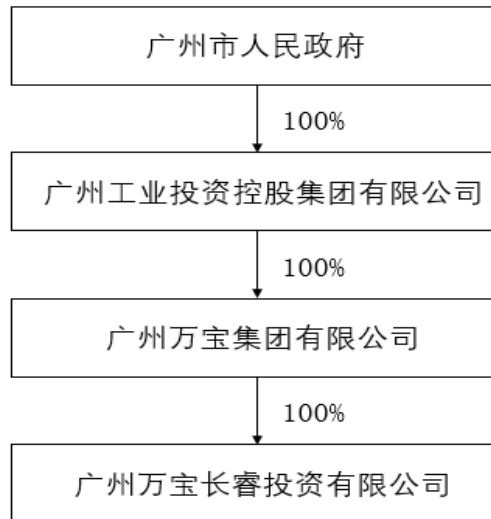 广州市人民政府
100%
广州工业投资控股集团有限公司
100%
广州万宝集团有限公司
100%
广州万宝长睿投资有限公司